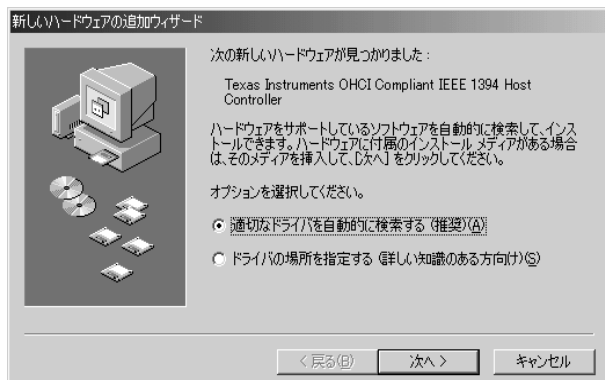 新しいハードウェアの追加ウィザード
次の新しいハードウェアが見つかりました :
Texas Instruments OHCI Compliant IEEE 1394 Host
Controller
ハードウェアをサポートしているソフトウェアを自動的に検索して、インス
トールできます。ハードウェアに付属のインストール メディアがある場合
は、そのメディアを挿入して、[次へ] をクリックしてください。
オプションを選択してください。
適切なドライバを自動的に検索する (推奨)(A)
ドライバの場所を指定する (詳しい知識のある方向け)(S)
< 戻る(B)
次へ >
キャンセル